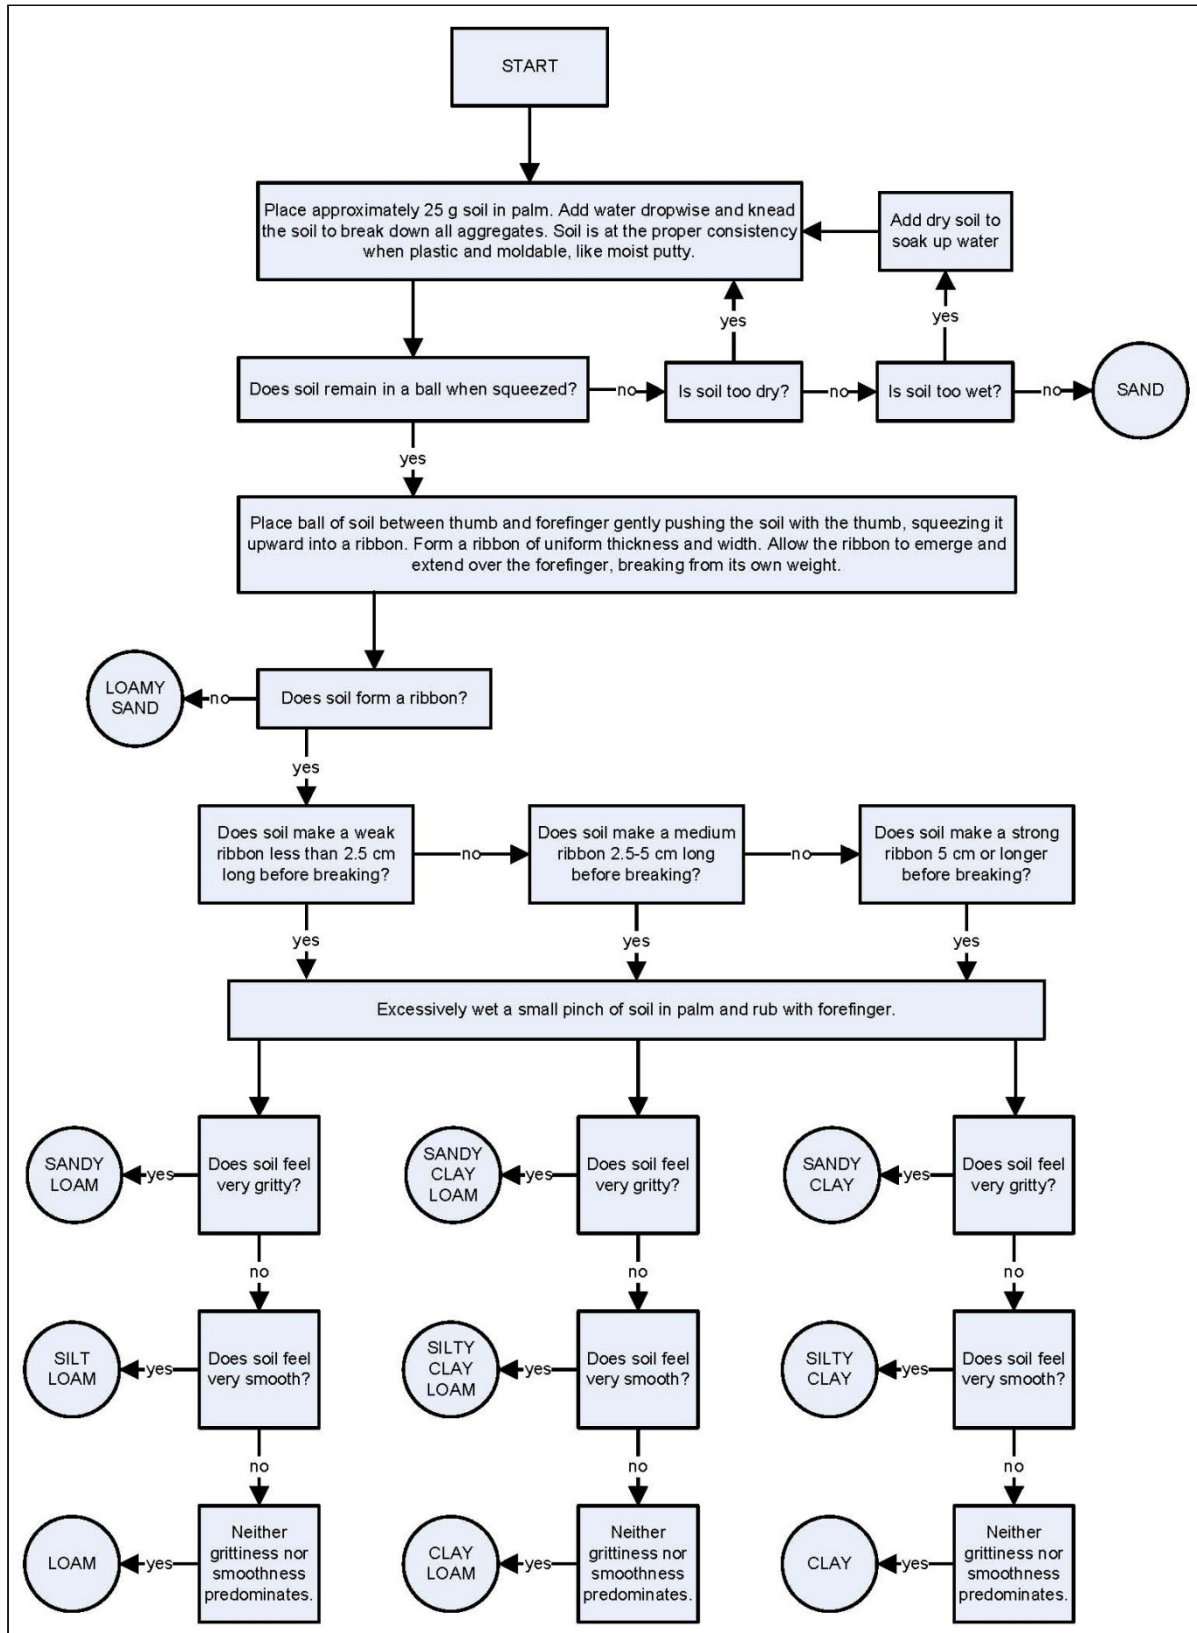 START
Place approximately 25 g soil in palm. Add water dropwise and knead
the soil to break down all aggregates. Soil is at the proper consistency
when plastic and moldable, like moist putty.
Add dry soil to
soak up water
yes
yes
Does soil remain in a ball when squeezed?
no
Is soil too dry?
no
Is soil too wet?
no
SAND
yes
Place ball of soil between thumb and forefinger gently pushing the soil with the thumb, squeezing it
upward into a ribbon. Form a ribbon of uniform thickness and width. Allow the ribbon to emerge and
extend over the forefinger, breaking from its own weight.
LOAMY
SAND
no
Does soil form a ribbon?
yes
Does soil make a weak
ribbon less than 2.5 cm
long before breaking?
no
Does soil make a medium
ribbon 2.5-5 cm long
before breaking?
no
Does soil make a strong
ribbon 5 cm or longer
before breaking?
yes
yes
yes
Excessively wet a small pinch of soil in palm and rub with forefinger.
SANDY
LOAM
yes
Does soil feel
very gritty?
SANDY
CLAY
LOAM
yes
Does soil feel
very gritty?
SANDY
CLAY
yes
Does soil feel
very gritty?
no
no
no
SILT
LOAM
yes
Does soil feel
very smooth?
SILTY
CLAY
LOAM
yes
Does soil feel
very smooth?
SILTY
CLAY
yes
Does soil feel
very smooth?
no
no
no
LOAM
yes
Neither
grittiness nor
smoothness
predominates.
CLAY
LOAM
yes
Neither
grittiness nor
smoothness
predominates.
CLAY
yes
Neither
grittiness nor
smoothness
predominates.